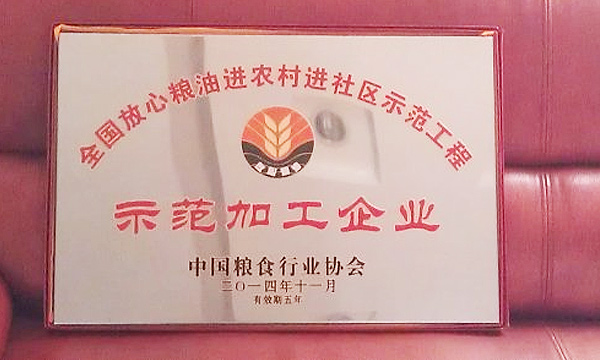 全国放心粮油进农村进社区示范工程
示范加工企业
中国粮食行业协会
二〇一四年十一月
有效期五年